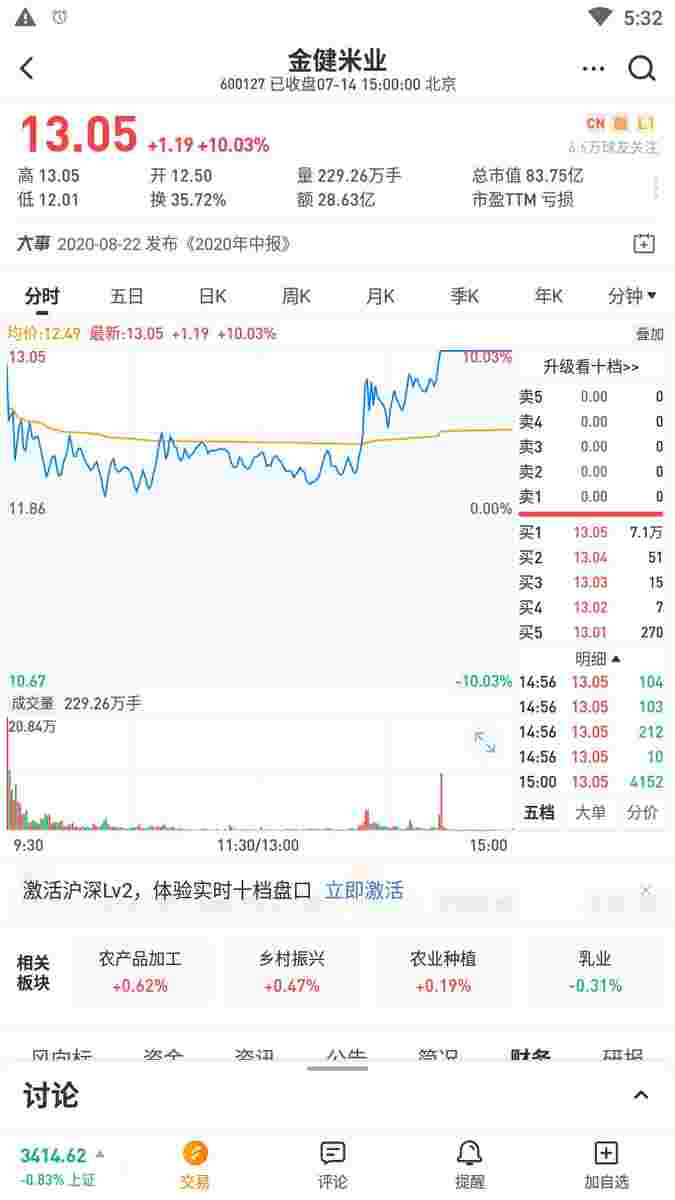 5:32
金健米业
600127 已收盘07-14 15:00:00 北京
13.05 +1.19 +10.03%
CN 融 L1
6.6万球友关注
高 13.05 开 12.50 量 229.26万手 总市值 83.75亿
低 12.01 换 35.72% 额 28.63亿 市盈TTM 亏损
大事 2020-08-22 发布《2020年中报》
分时 五日 日K 周K 月K 季K 年K 分钟
均价:12.49 最新:13.05 +1.19 +10.03% 叠加
13.05 10.03%
11.86 0.00%
10.67 -10.03%
成交量 229.26万手
20.84万
9:30 11:30/13:00 15:00
升级看十档>>
卖5 0.00 0
卖4 0.00 0
卖3 0.00 0
卖2 0.00 0
卖1 0.00 0
买1 13.05 7.1万
买2 13.04 51
买3 13.03 15
买4 13.02 7
买5 13.01 270
明细
14:56 13.05 104
14:56 13.05 103
14:56 13.05 212
14:56 13.05 10
15:00 13.05 4152
五档 大单 分价
激活沪深Lv2，体验实时十档盘口 立即激活
相关板块
农产品加工 乡村振兴 农业种植 乳业
+0.62% +0.47% +0.19% -0.31%
风向标 资金 资讯 公告 简况 财务 研报
讨论
3414.62
-0.83% 上证
交易 评论 提醒 加自选